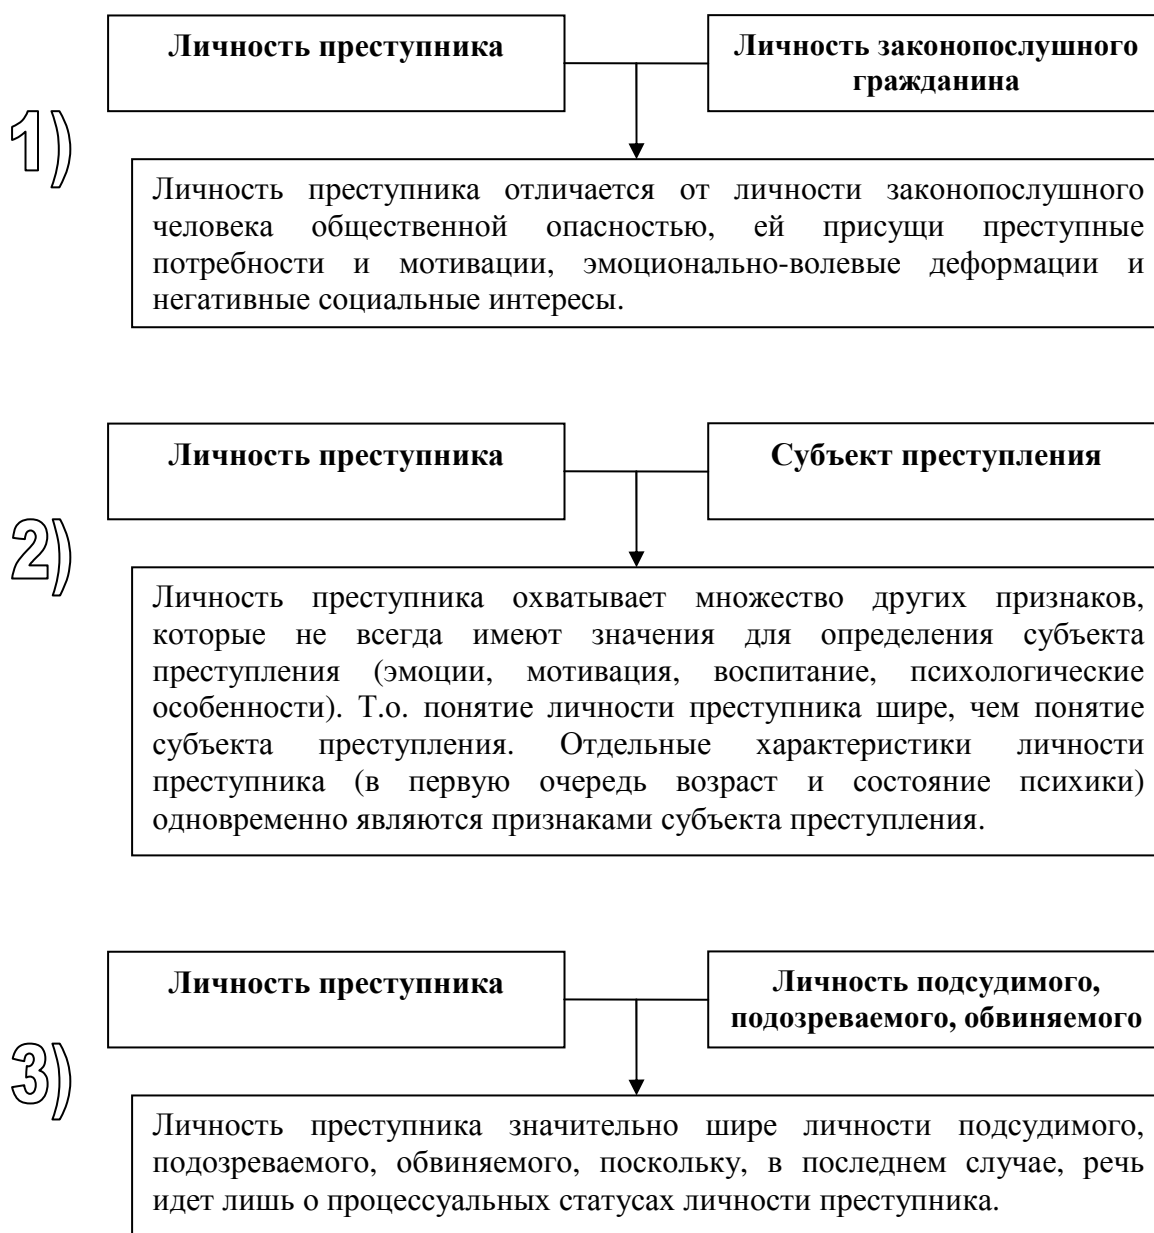 Личность преступника
Личность законопослушного
гражданина
1)
Личность преступника отличается от личности законопослушного
человека общественной опасностью, ей присущи преступные
потребности и мотивации, эмоционально-волевые деформации и
негативные социальные интересы.
Личность преступника
Субъект преступления
2)
Личность преступника охватывает множество других признаков,
которые не всегда имеют значения для определения субъекта
преступления (эмоции, мотивация, воспитание, психологические
особенности). Т.о. понятие личности преступника шире, чем понятие
субъекта преступления. Отдельные характеристики личности
преступника (в первую очередь возраст и состояние психики)
одновременно являются признаками субъекта преступления.
Личность преступника
Личность подсудимого,
подозреваемого, обвиняемого
3)
Личность преступника значительно шире личности подсудимого,
подозреваемого, обвиняемого, поскольку, в последнем случае, речь
идет лишь о процессуальных статусах личности преступника.